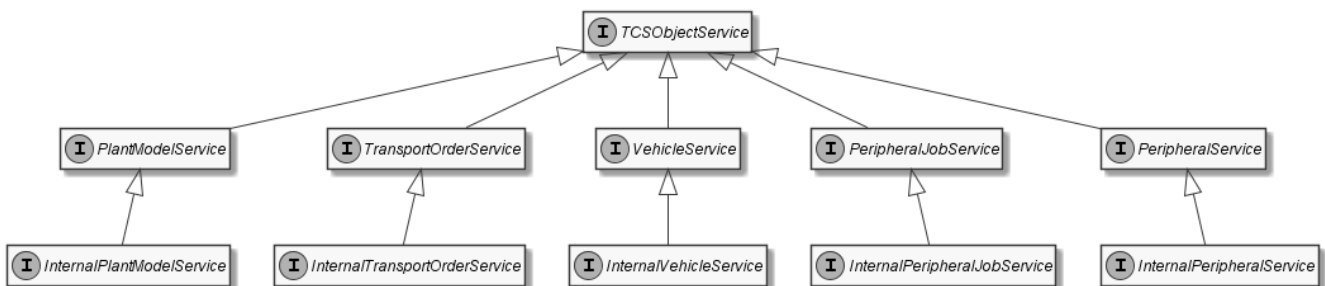 I TCSObjectService
I PlantModelService
I TransportOrderService
I VehicleService
I PeripheralJobService
I PeripheralService
I InternalPlantModelService
I InternalTransportOrderService
I InternalVehicleService
I InternalPeripheralJobService
I InternalPeripheralService